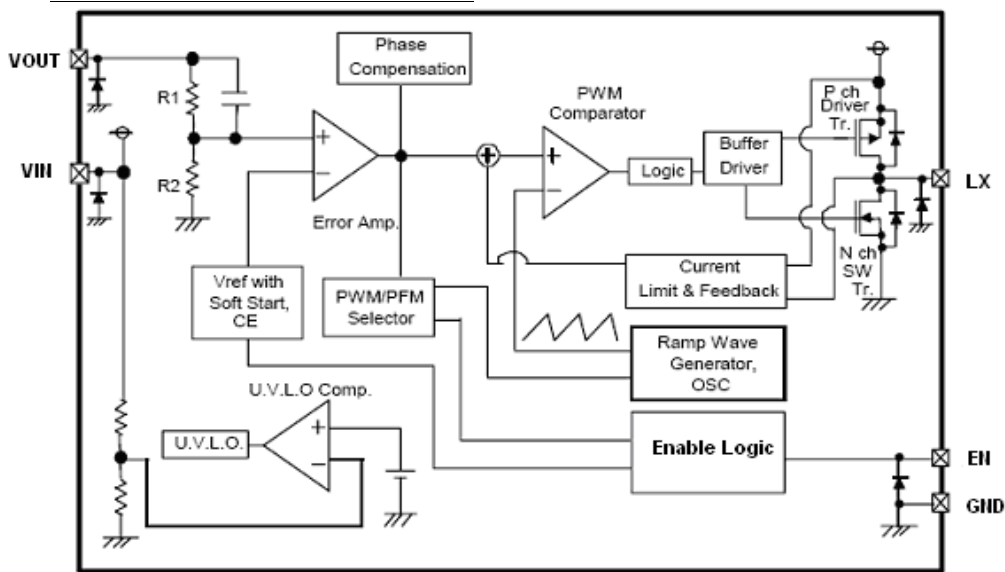 VOUT
R1
R2
VIN
Phase
Compensation
Error Amp.
PWM
Comparator
Logic
Buffer
Driver
P ch
Driver
Tr.
LX
N ch
SW
Tr.
Current
Limit & Feedback
Vref with
Soft Start,
CE
PWM/PFM
Selector
Ramp Wave
Generator,
OSC
U.V.L.O Comp.
U.V.L.O.
Enable Logic
EN
GND